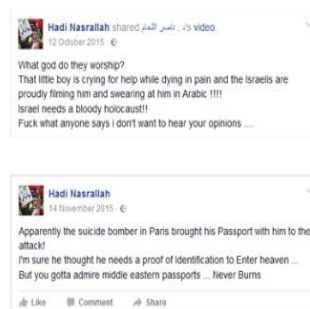 Hadi Nasrallah shared د . ناصر اللحام's video.
12 October 2015 ·
What god do they worship?
That little boy is crying for help while dying in pain and the Israelis are
proudly filming him and swearing at him in Arabic !!!!
Israel needs a bloody holocaust!!
Fuck what anyone says i don't want to hear your opinions ....
Hadi Nasrallah
14 November 2015 ·
Apparently the suicide bomber in Paris brought his Passport with him to the
attack!
I'm sure he thought he needs a proof of Identification to Enter heaven ...
But you gotta admire middle eastern passports ... Never Burns
Like Comment Share